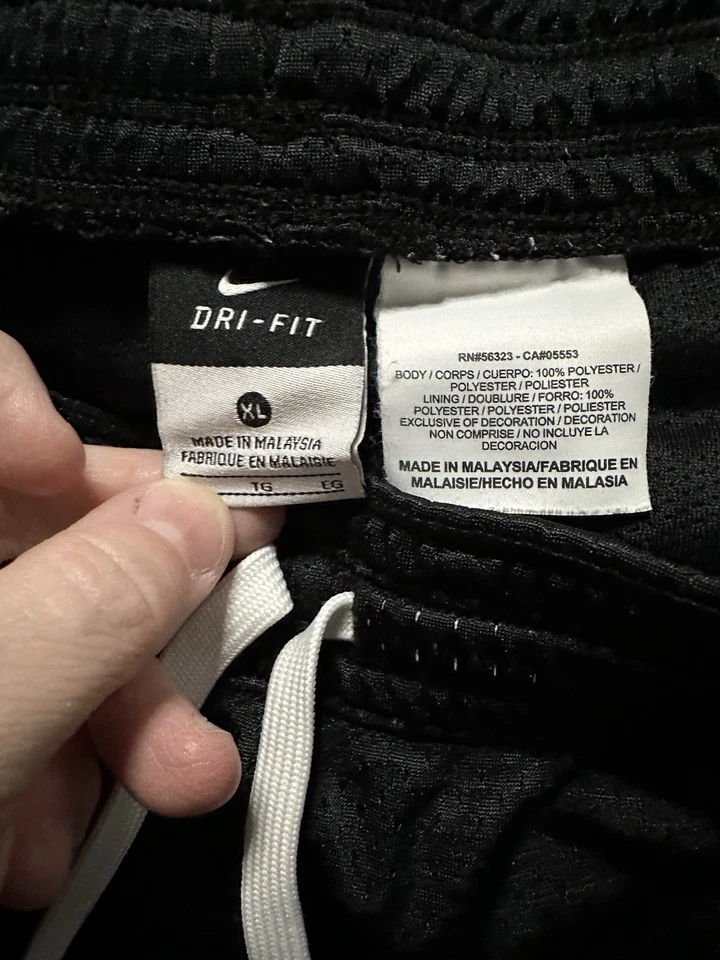 DRI-FIT
XL
MADE IN MALAYSIA
FABRIQUE EN MALAISIE
TG EG
RN#56323 - CA#05553
BODY / CORPS / CUERPO: 100% POLYESTER /
POLYESTER / POLIESTER
LINING / DOUBLURE / FORRO: 100%
POLYESTER / POLYESTER / POLIESTER
EXCLUSIVE OF DECORATION / DECORATION
NON COMPRISE / NO INCLUYE LA
DECORACION
MADE IN MALAYSIA/FABRIQUE EN
MALAISIE/HECHO EN MALASIA